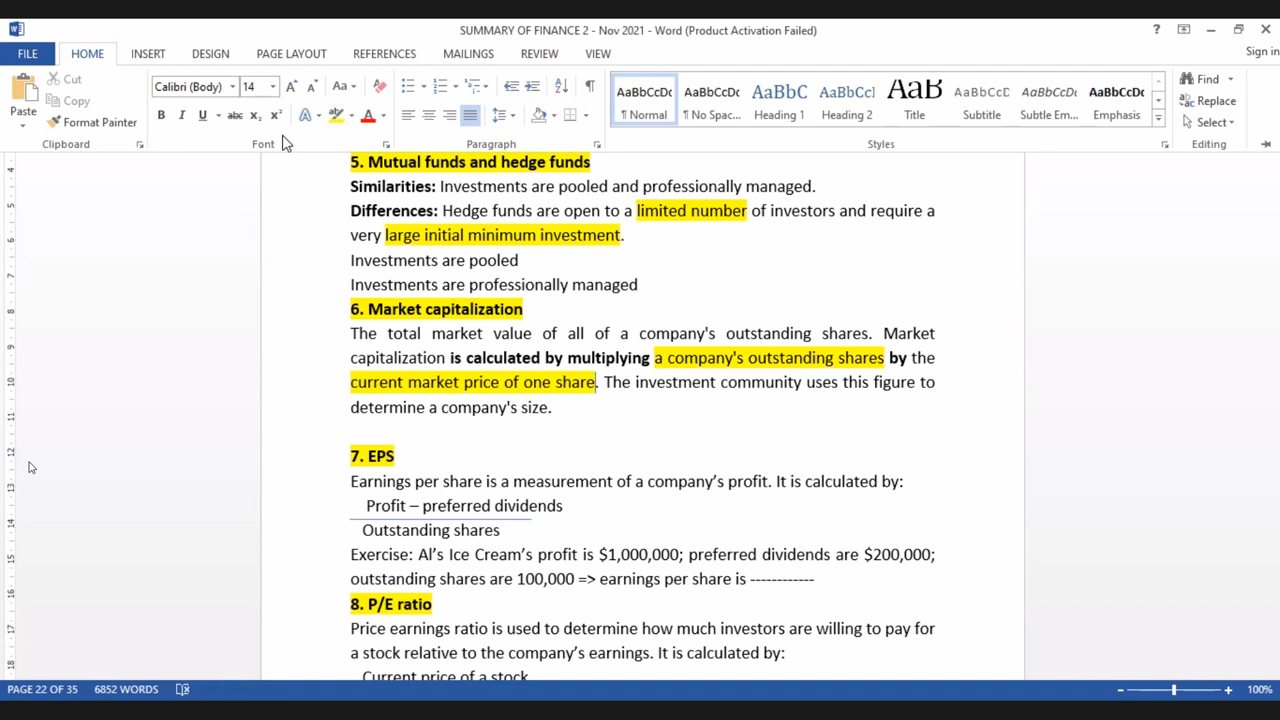 SUMMARY OF FINANCE 2 - Nov 2021 - Word (Product Activation Failed)
FILE HOME INSERT DESIGN PAGE LAYOUT REFERENCES MAILINGS REVIEW VIEW Sign in
Paste Cut Copy Format Painter
Calibri (Body) 14
AaBbCcDc AaBbCcDc AaBbC AaBbCcl AaB AaBbCcDc AaBbCcDc AaBbCcDc
¶ Normal ¶ No Spac... Heading 1 Heading 2 Title Subtitle Subtle Em... Emphasis
Find
Replace
Select
Clipboard Font Paragraph Styles Editing
5. Mutual funds and hedge funds
Similarities: Investments are pooled and professionally managed.
Differences: Hedge funds are open to a limited number of investors and require a
very large initial minimum investment.
Investments are pooled
Investments are professionally managed
6. Market capitalization
The total market value of all of a company's outstanding shares. Market
capitalization is calculated by multiplying a company's outstanding shares by the
current market price of one share. The investment community uses this figure to
determine a company's size.
7. EPS
Earnings per share is a measurement of a company’s profit. It is calculated by:
Profit – preferred dividends
Outstanding shares
Exercise: Al’s Ice Cream’s profit is $1,000,000; preferred dividends are $200,000;
outstanding shares are 100,000 => earnings per share is ------------
8. P/E ratio
Price earnings ratio is used to determine how much investors are willing to pay for
a stock relative to the company’s earnings. It is calculated by:
Current price of a stock
PAGE 22 OF 35 6852 WORDS 100%